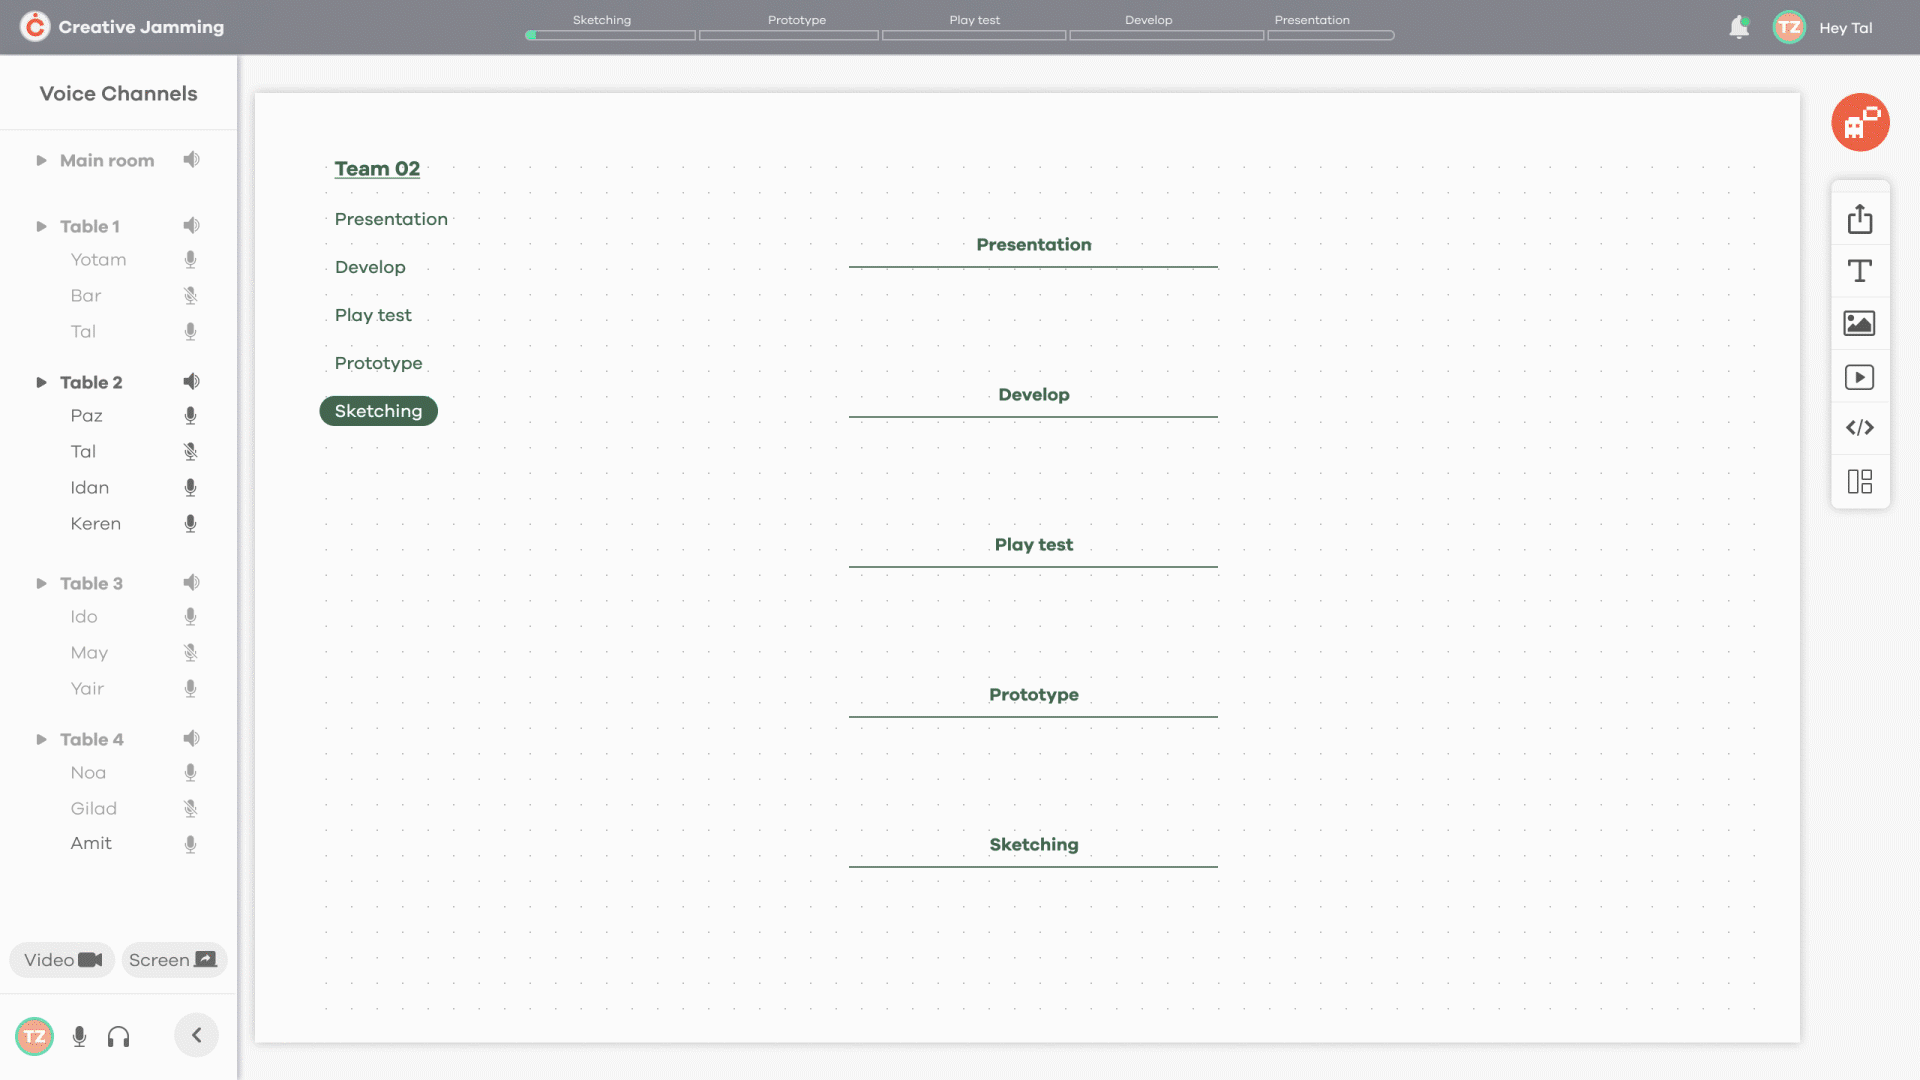 Creative Jamming
Sketching
Prototype
Play test
Develop
Presentation
TZ
Hey Tal
Voice Channels
Main room
Table 1
Yotam
Bar
Tal
Table 2
Paz
Tal
Idan
Keren
Table 3
Ido
May
Yair
Table 4
Noa
Gilad
Amit
Video
Screen
TZ
Team 02
Presentation
Develop
Play test
Prototype
Sketching
Presentation
Develop
Play test
Prototype
Sketching
T
</>